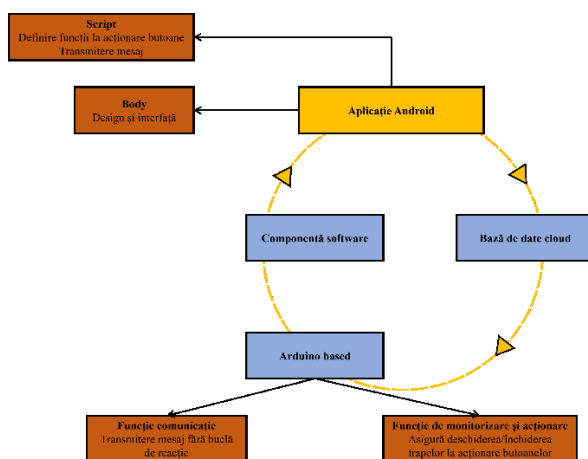 Script
Definire funcții la acționare butoane
Transmitere mesaj
Body
Design și interfață
Aplicație Android
Componentă software
Bază de date cloud
Arduino based
Funcție comunicație
Transmitere mesaj fără buclă
de reacție
Funcție de monitorizare și acționare
Asigură deschiderea/închiderea
trapelor la acționare butoanelor